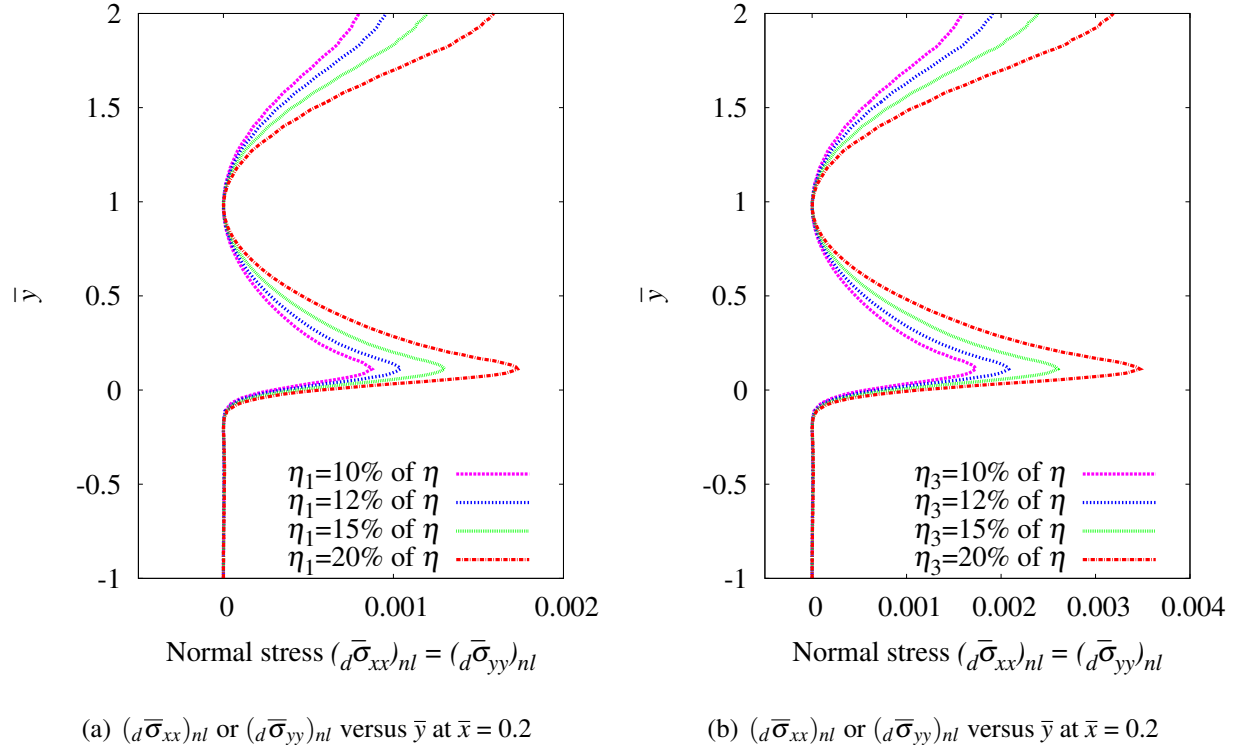 2
1.5
1
0.5
0
-0.5
-1
y̅
η₁=10% of η
η₁=12% of η
η₁=15% of η
η₁=20% of η
0 0.001 0.002
Normal stress (dσ̅xx)nl = (dσ̅yy)nl
(a) (dσ̅xx)nl or (dσ̅yy)nl versus y̅ at x̅ = 0.2
2
1.5
1
0.5
0
-0.5
-1
y̅
η₃=10% of η
η₃=12% of η
η₃=15% of η
η₃=20% of η
0 0.001 0.002 0.003 0.004
Normal stress (dσ̅xx)nl = (dσ̅yy)nl
(b) (dσ̅xx)nl or (dσ̅yy)nl versus y̅ at x̅ = 0.2